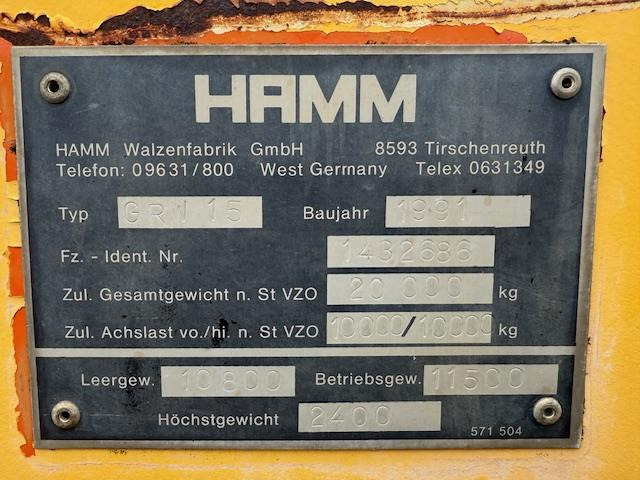 HAMM
HAMM Walzenfabrik GmbH 8593 Tirschenreuth
Telefon: 09631/800 West Germany Telex 0631349
Typ GRW 15 Baujahr 1991
Fz. - Ident. Nr. 1432686
Zul. Gesamtgewicht n. St VZO 20 000 kg
Zul. Achslast vo./hi. n. St VZO 10000/10000 kg
Leergew. 10800 Betriebsgew. 11500
Höchstgewicht 2400
571 504